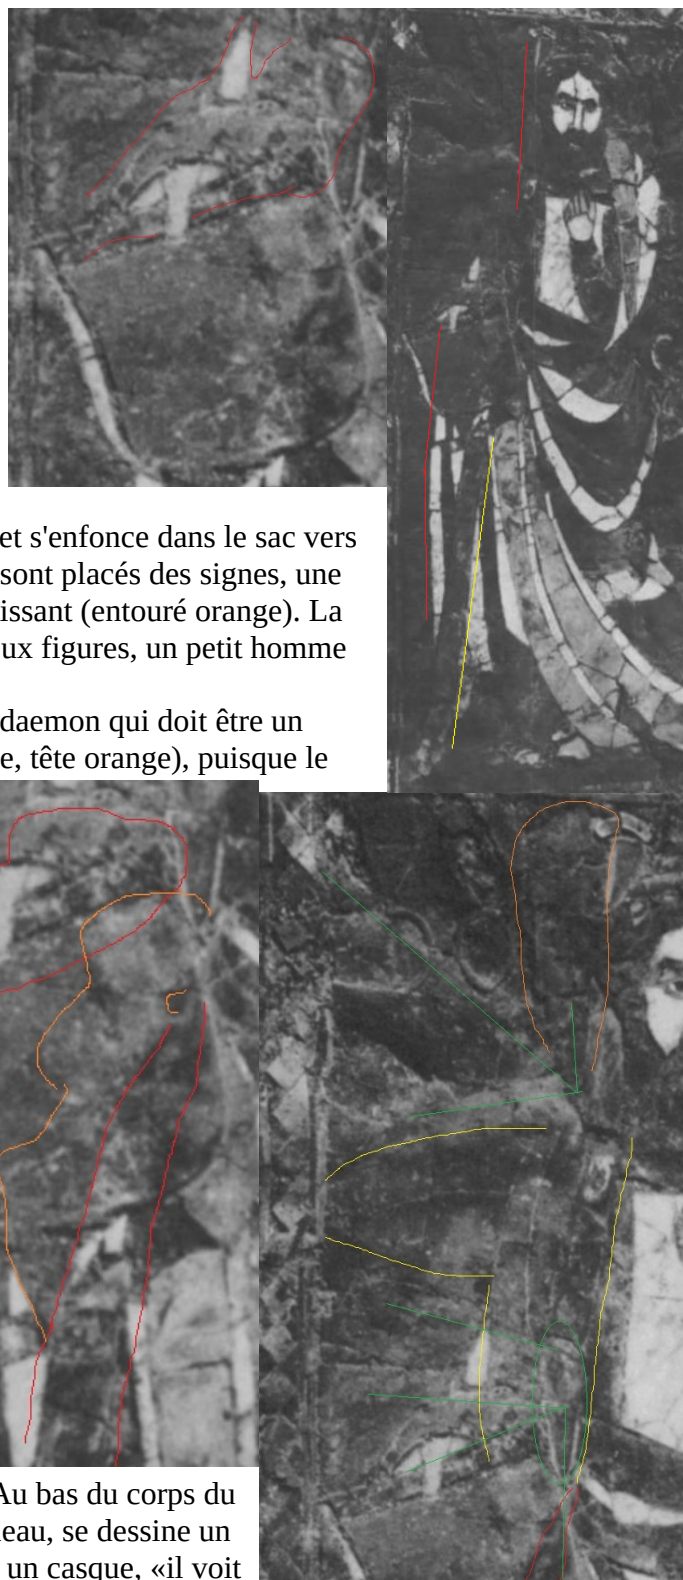 et s'enfonce dans le sac vers
sont placés des signes, une
issant (entouré orange). La
ux figures, un petit homme
daemon qui doit être un
e, tête orange), puisque le
Au bas du corps du
eau, se dessine un
un casque, «il voit